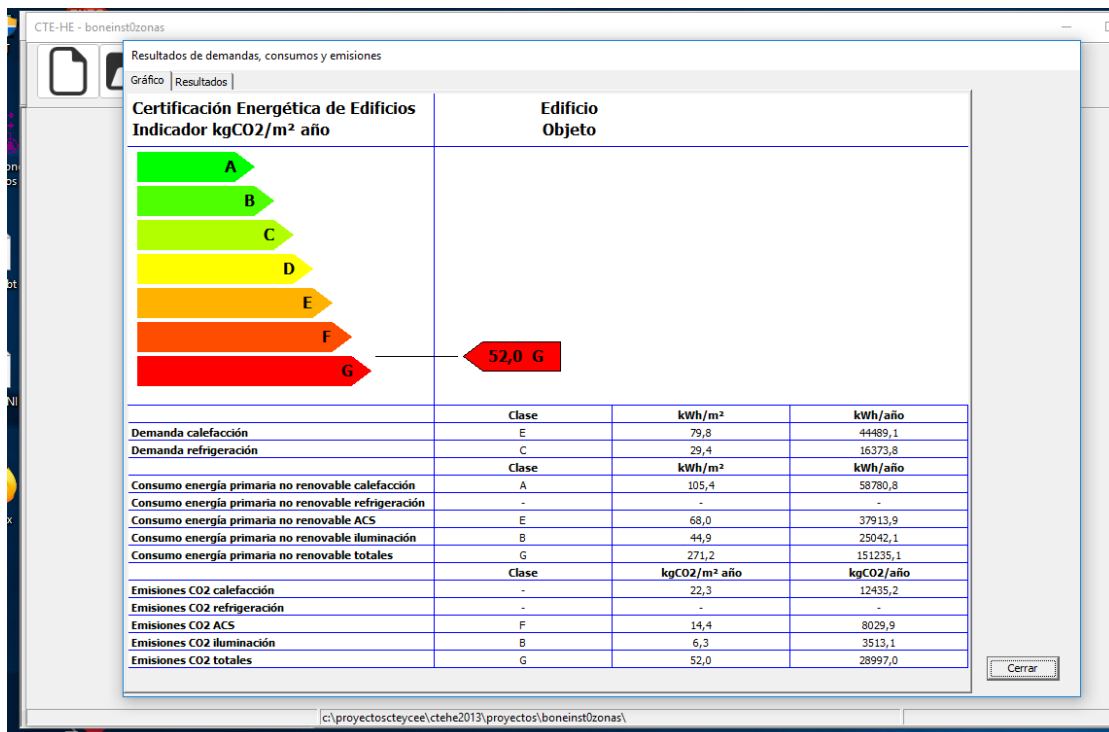 CTE-HE - boneinst0zonas
Resultados de demandas, consumos y emisiones
Gráfico Resultados
Certificación Energética de Edificios
Indicador kgCO2/m² año
Edificio
Objeto
A
B
C
D
E
F
G
52,0 G
Clase kWh/m² kWh/año
Demanda calefacción E 79,8 44489,1
Demanda refrigeración C 29,4 16373,8
Clase kWh/m² kWh/año
Consumo energía primaria no renovable calefacción A 105,4 58780,8
Consumo energía primaria no renovable refrigeración - - -
Consumo energía primaria no renovable ACS E 68,0 37913,9
Consumo energía primaria no renovable iluminación B 44,9 25042,1
Consumo energía primaria no renovable totales G 271,2 151235,1
Clase kgCO2/m² año kgCO2/año
Emisiones CO2 calefacción - 22,3 12435,2
Emisiones CO2 refrigeración - - -
Emisiones CO2 ACS F 14,4 8029,9
Emisiones CO2 iluminación B 6,3 3513,1
Emisiones CO2 totales G 52,0 28997,0
Cerrar
c:\proyectoscteycee\ctehe2013\proyectos\boneinst0zonas\